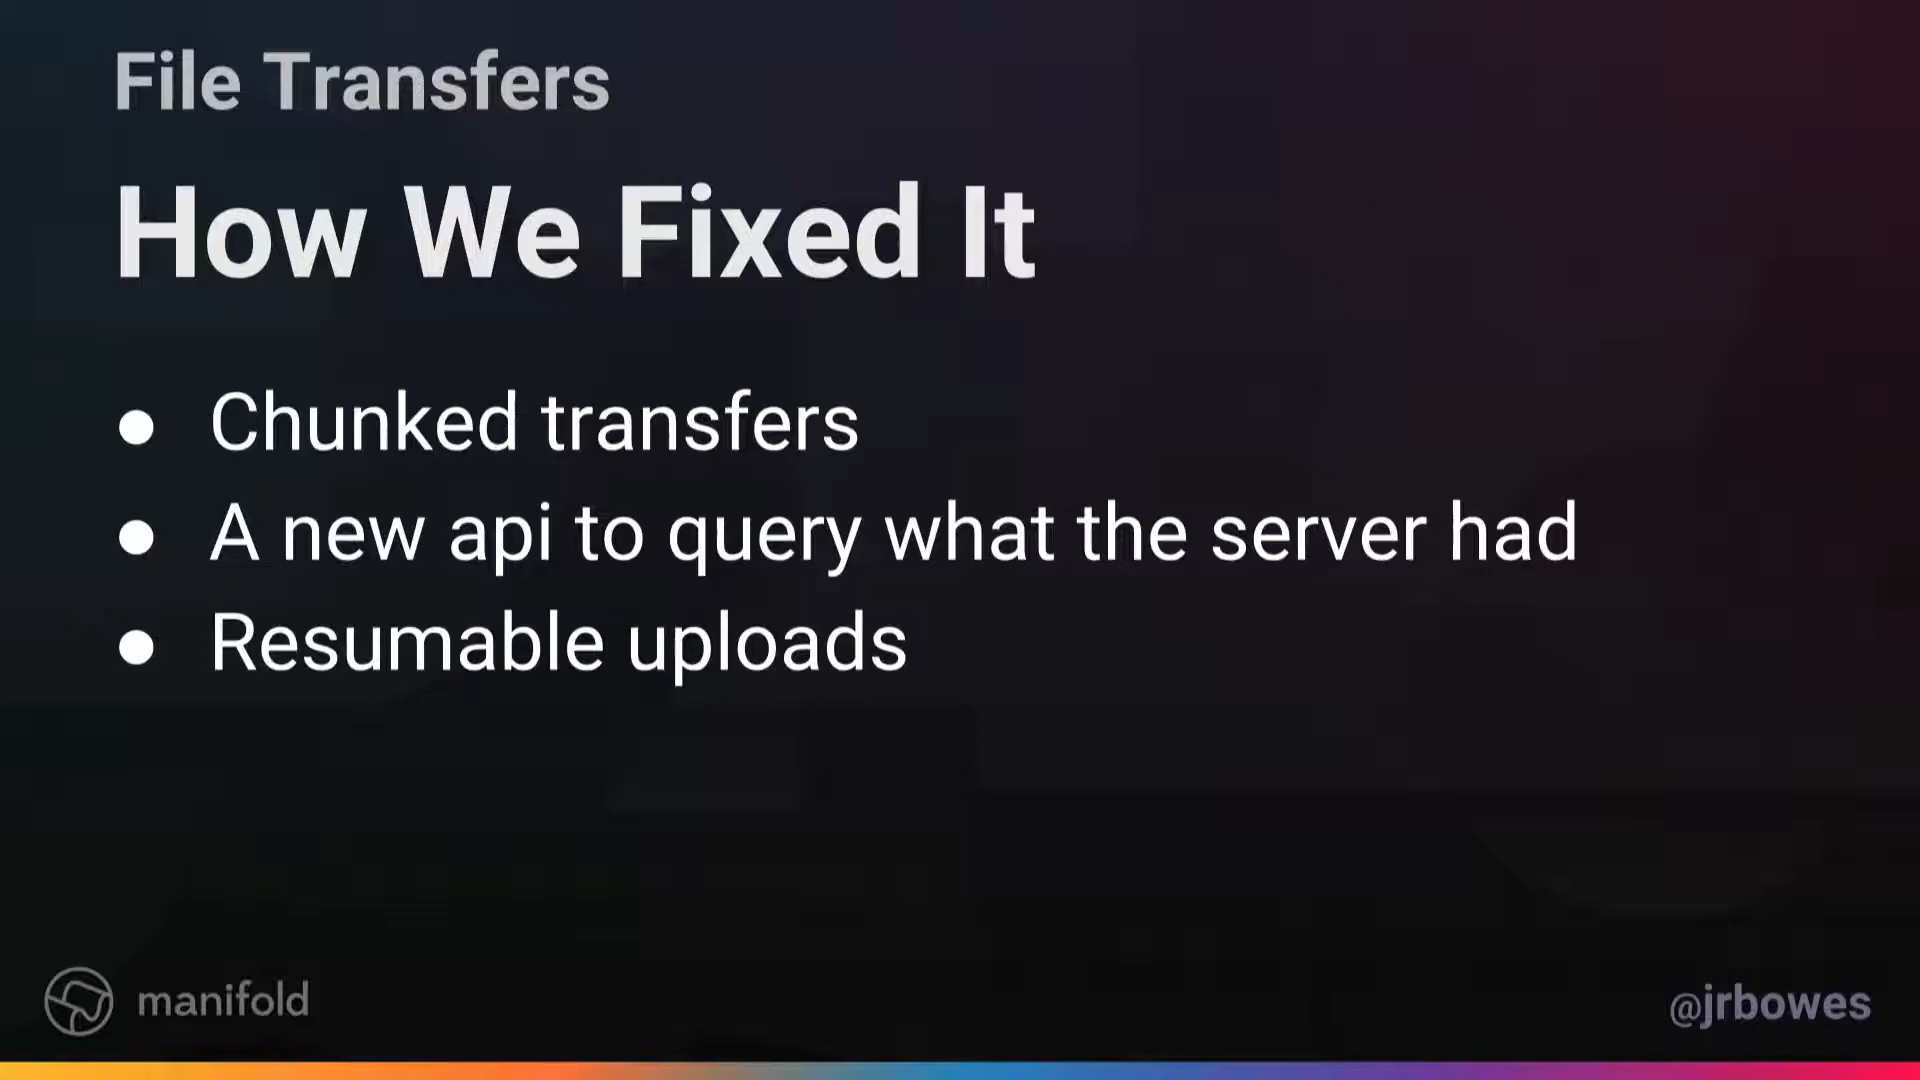 File Transfers
How We Fixed It
● Chunked transfers
● A new api to query what the server had
● Resumable uploads
manifold
@jrbowes